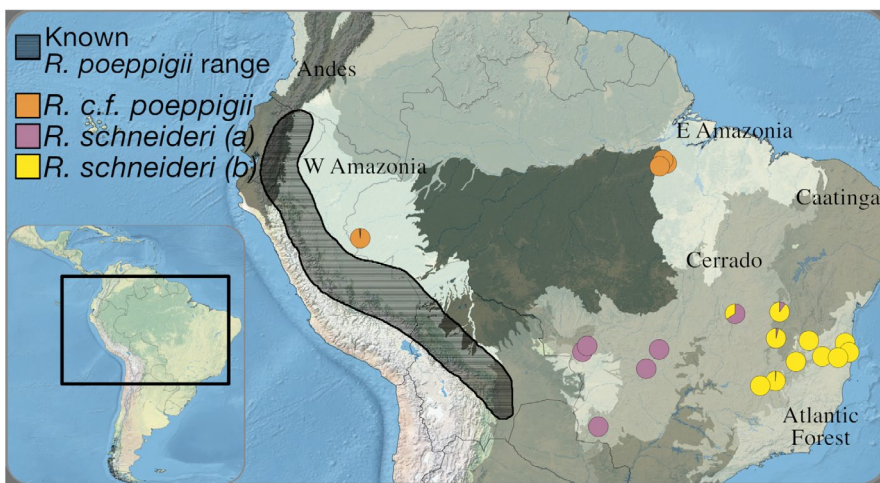 Known
R. poeppigii range
R. c.f. poeppigii
R. schneideri (a)
R. schneideri (b)
Andes
W Amazonia
E Amazonia
Caatinga
Cerrado
Atlantic
Forest